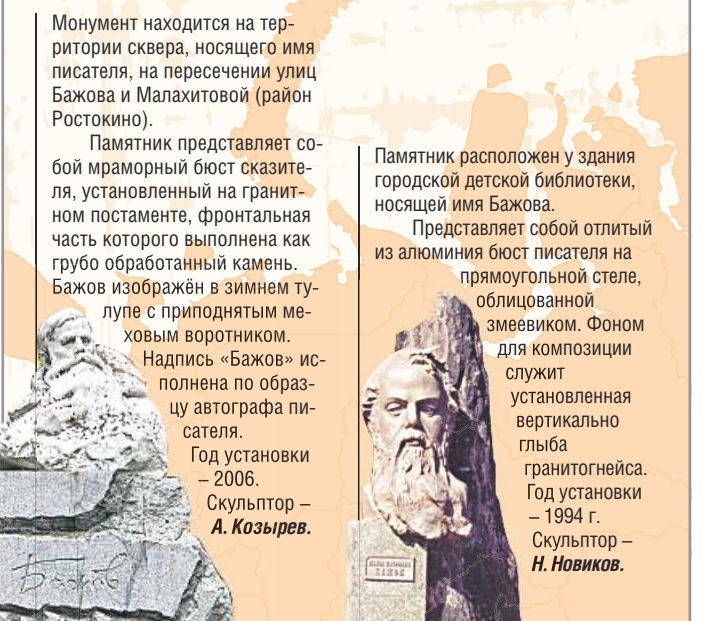 Монумент находится на тер-
ритории сквера, носящего имя
писателя, на пересечении улиц
Бажова и Малахитовой (район
Ростокино).
Памятник представляет со-
бой мраморный бюст сказите-
ля, установленный на гранит-
ном постаменте, фронтальная
часть которого выполнена как
грубо обработанный камень.
Бажов изображён в зимнем ту-
лупе с приподнятым ме-
ховым воротником.
Надпись «Бажов» ис-
полнена по образ-
цу автографа пи-
сателя.
Год установки
– 2006.
Скульптор –
А. Козырев.
Бажов
Памятник расположен у здания
городской детской библиотеки,
носящей имя Бажова.
Представляет собой отлитый
из алюминия бюст писателя на
прямоугольной стеле,
облицованной
змеевиком. Фоном
для композиции
служит
установленная
вертикально
глыба
гранитогнейса.
Год установки
– 1994 г.
Скульптор –
Н. Новиков.